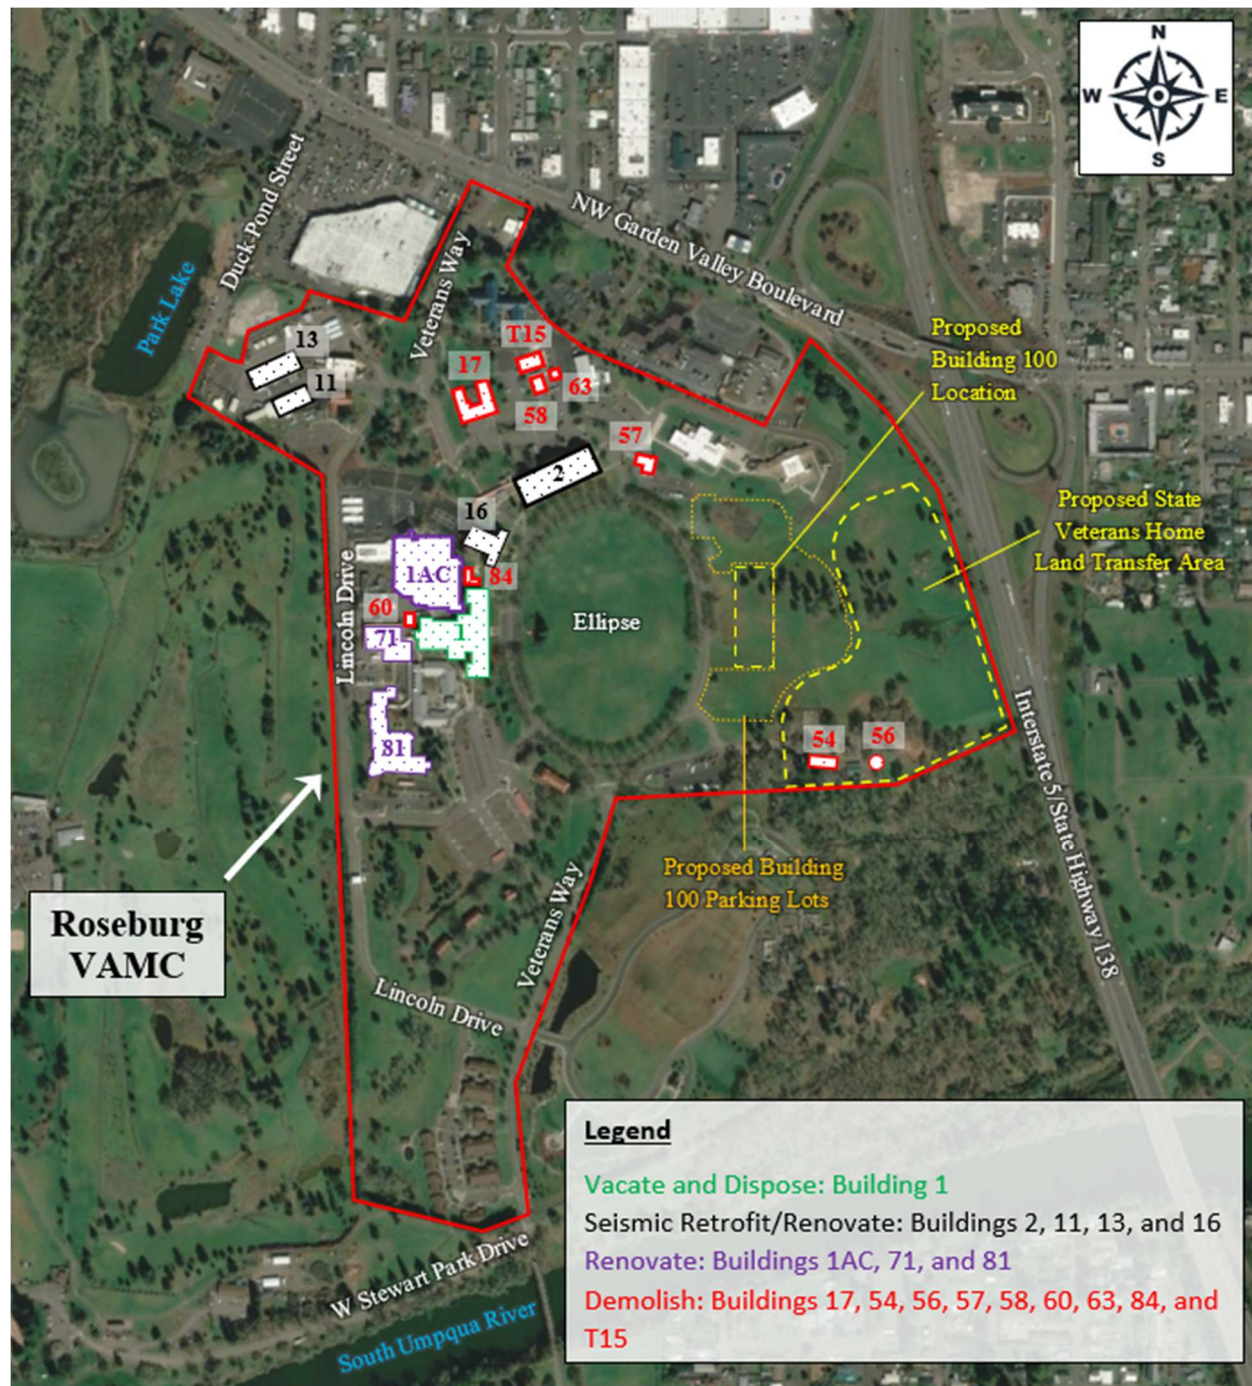 N
W
E
S
Duck Pond Street
NW Garden Valley Boulevard
Park Lake
Veterans Way
Proposed
Building 100
Location
13
T15
11
17
63
58
57
2
Proposed State
Veterans Home
Land Transfer Area
16
1AC
84
Lincoln Drive
60
71
1
Ellipse
81
54
56
Interstate 5/State Highway 138
Proposed Building
100 Parking Lots
Roseburg
VAMC
Veterans Way
Lincoln Drive
Legend
Vacate and Dispose: Building 1
Seismic Retrofit/Renovate: Buildings 2, 11, 13, and 16
Renovate: Buildings 1AC, 71, and 81
Demolish: Buildings 17, 54, 56, 57, 58, 60, 63, 84, and
T15
W Stewart Park Drive
South Umpqua River